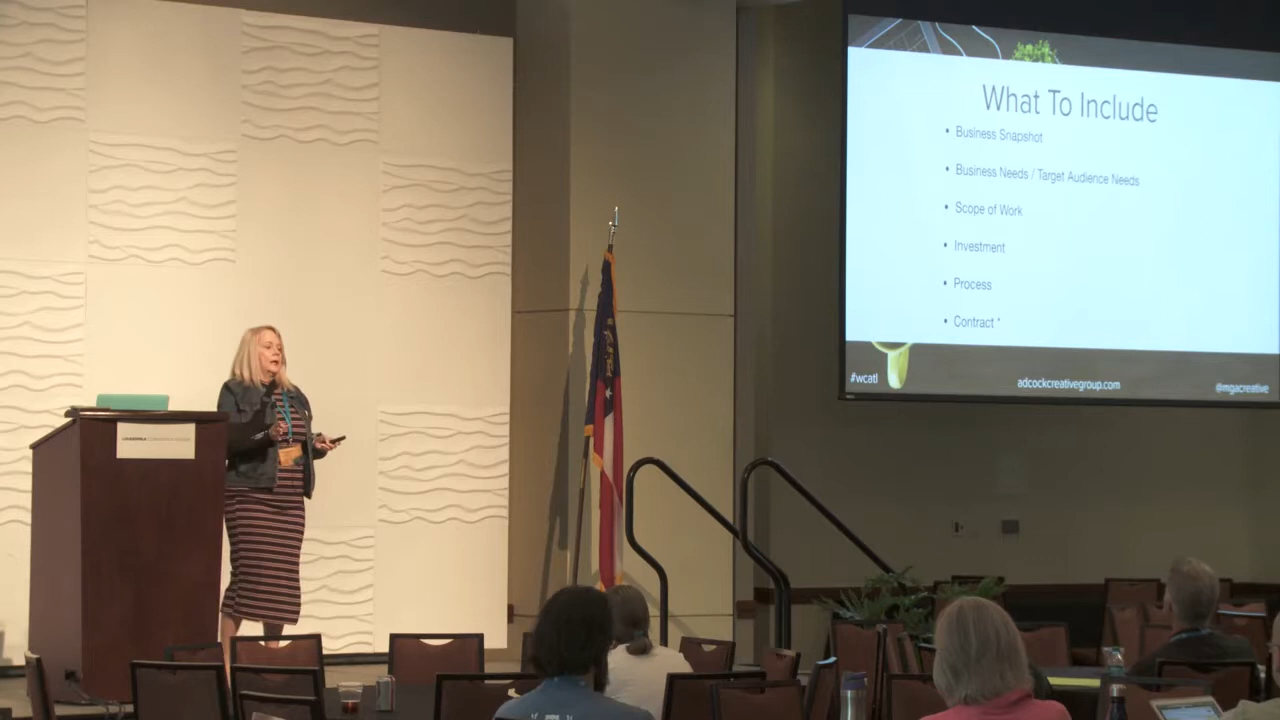 What To Include
• Business Snapshot
• Business Needs / Target Audience Needs
• Scope of Work
• Investment
• Process
• Contract *
#wcatl
adcockcreativegroup.com
@mgacreative